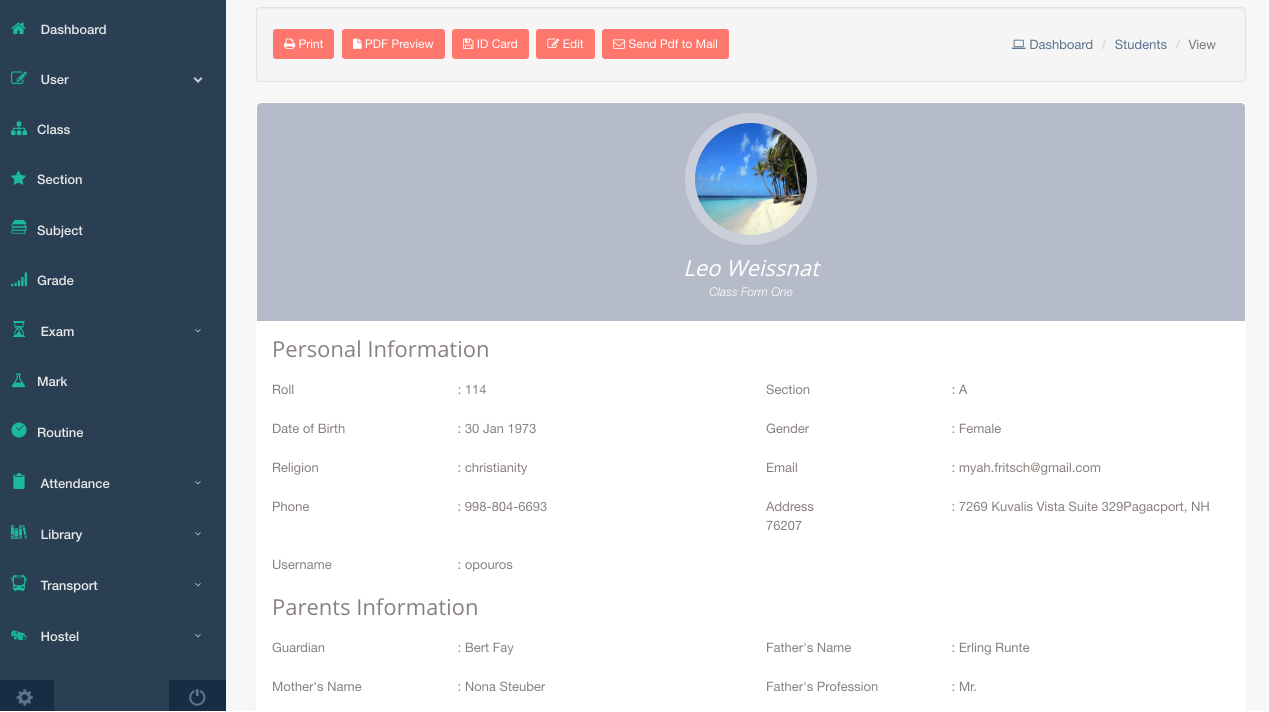 Dashboard
User
Class
Section
Subject
Grade
Exam
Mark
Routine
Attendance
Library
Transport
Hostel
Print PDF Preview ID Card Edit Send Pdf to Mail
Dashboard / Students / View
Leo Weissnat
Class Form One
Personal Information
Roll : 114 Section : A
Date of Birth : 30 Jan 1973 Gender : Female
Religion : christianity Email : myah.fritsch@gmail.com
Phone : 998-804-6693 Address : 7269 Kuvalis Vista Suite 329Pagacport, NH
76207
Username : opouros
Parents Information
Guardian : Bert Fay Father's Name : Erling Runte
Mother's Name : Nona Steuber Father's Profession : Mr.